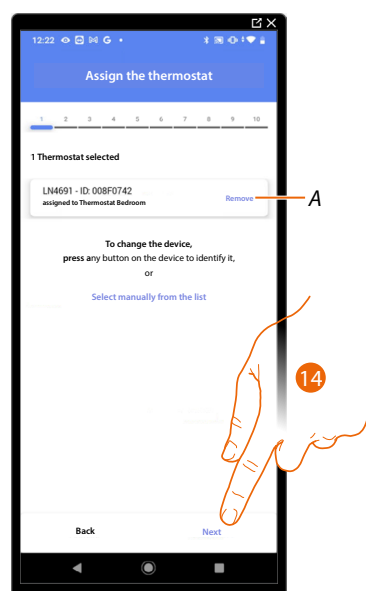 12:22 G
Assign the thermostat
1 2 3 4 5 6 7 8 9 10
1 Thermostat selected
LN4691 - ID: 008F0742
assigned to Thermostat Bedroom
Remove
A
To change the device,
press any button on the device to identify it,
or
Select manually from the list
14
Back Next